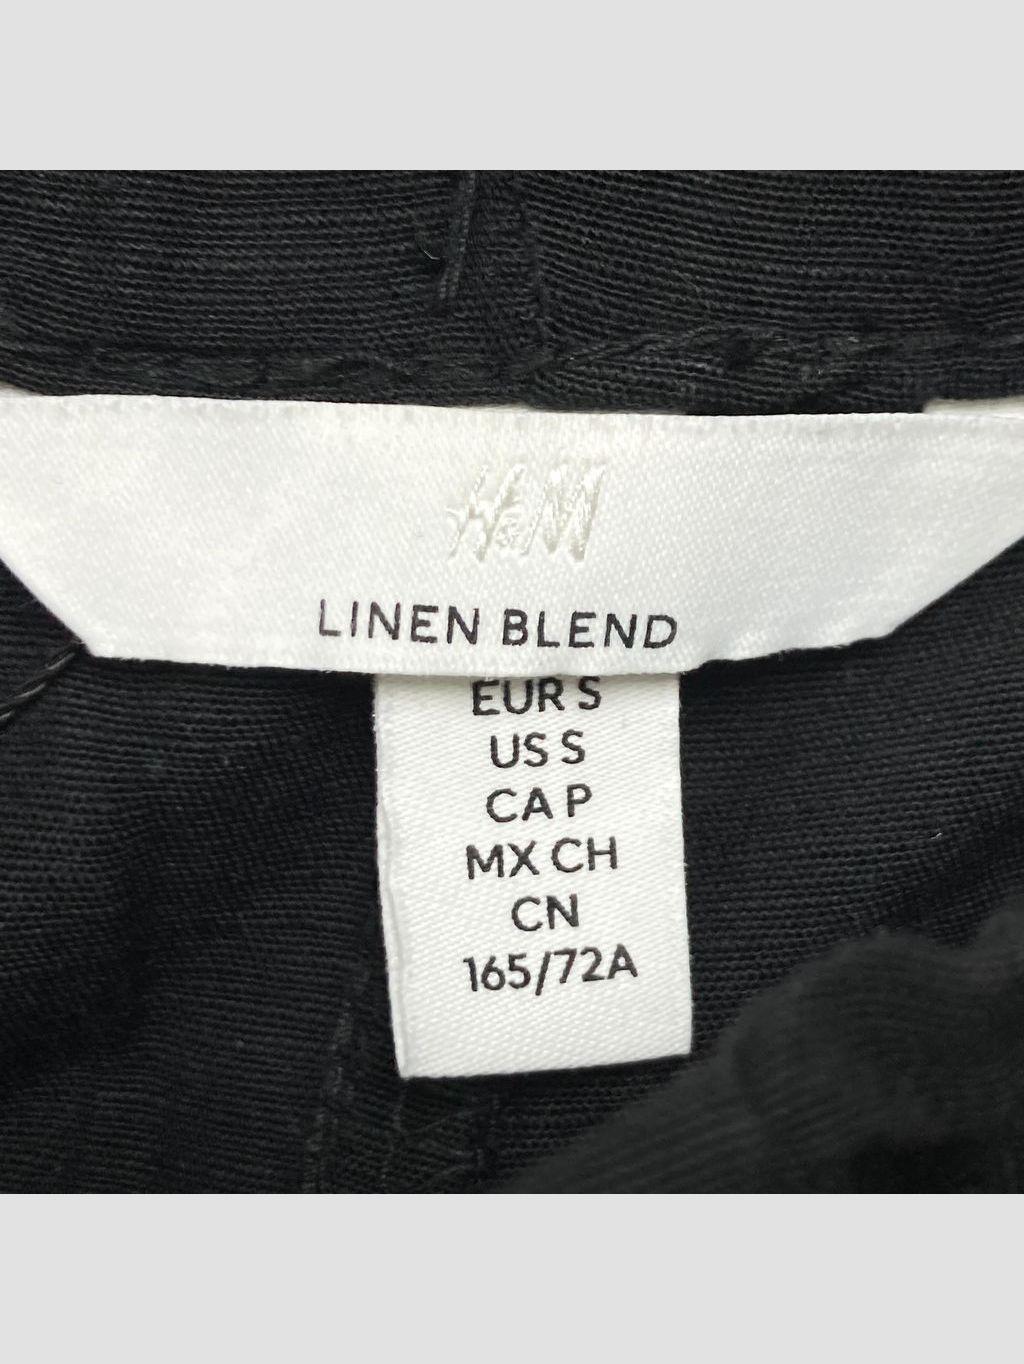 H&M
LINEN BLEND
EUR S
US S
CA P
MX CH
CN
165/72A